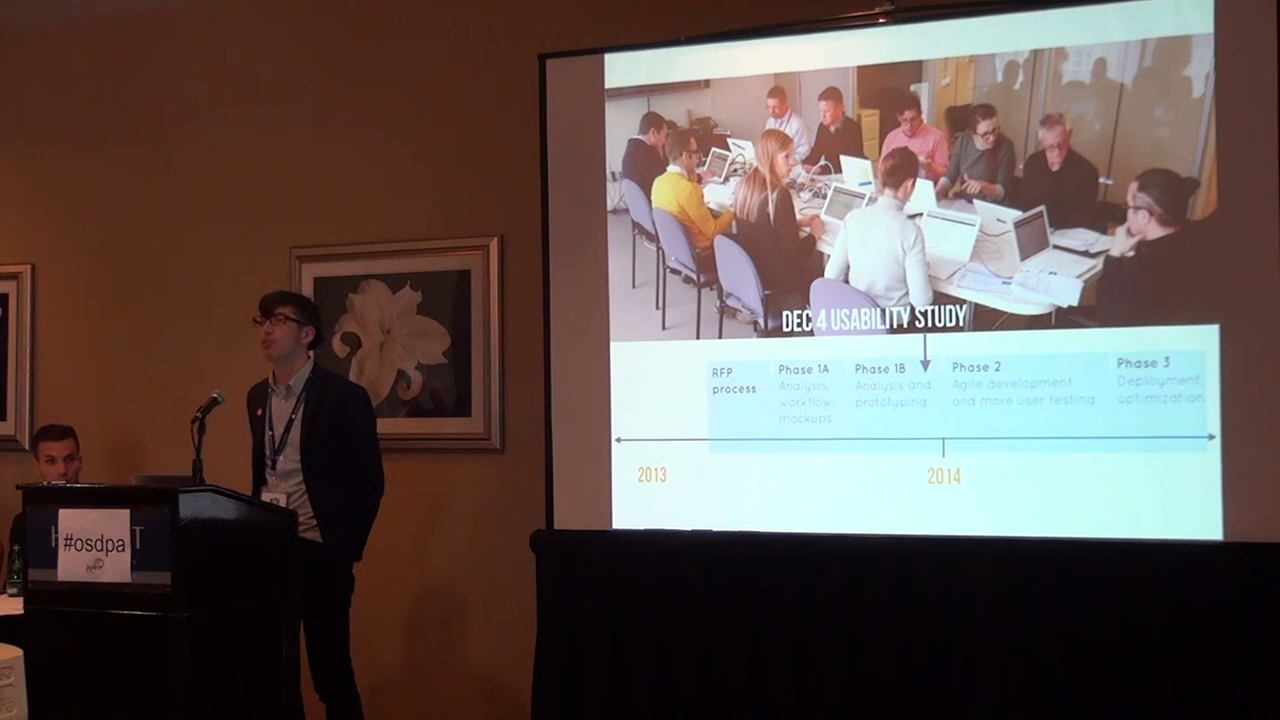 DEC 4 USABILITY STUDY
RFP
process
Phase 1A
Analysis,
workflow,
mockups
Phase 1B
Analysis and
prototyping
Phase 2
Agile development
and more user testing
Phase 3
Deployment,
optimization
2013
2014
#osdpa